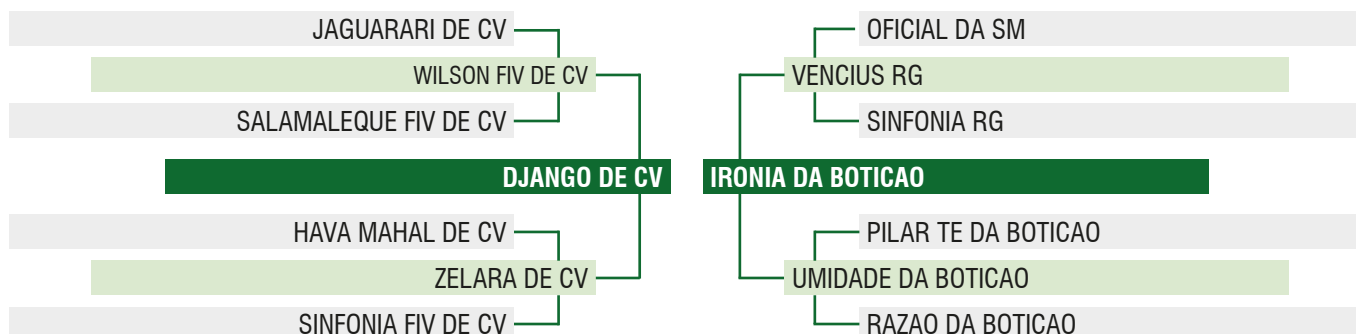 JAGUARARI DE CV
OFICIAL DA SM
WILSON FIV DE CV
VENCIUS RG
SALAMALEQUE FIV DE CV
SINFONIA RG
DJANGO DE CV
IRONIA DA BOTICAO
HAVA MAHAL DE CV
PILAR TE DA BOTICAO
ZELARA DE CV
UMIDADE DA BOTICAO
SINFONIA FIV DE CV
RAZAO DA BOTICAO